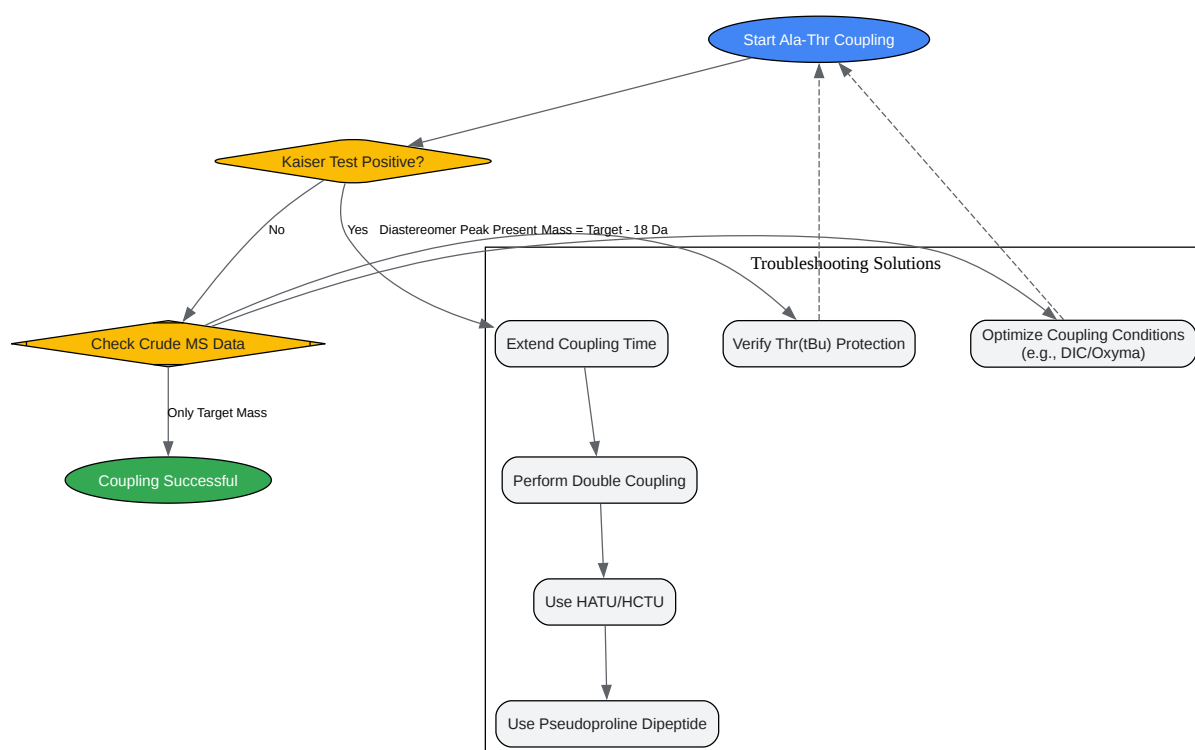 Start Ala-Thr Coupling
Kaiser Test Positive?
No
Yes
Diastereomer Peak Present
Mass = Target - 18 Da
Troubleshooting Solutions
Check Crude MS Data
Extend Coupling Time
Verify Thr(tBu) Protection
Optimize Coupling Conditions
(e.g., DIC/Oxyma)
Only Target Mass
Coupling Successful
Perform Double Coupling
Use HATU/HCTU
Use Pseudoproline Dipeptide